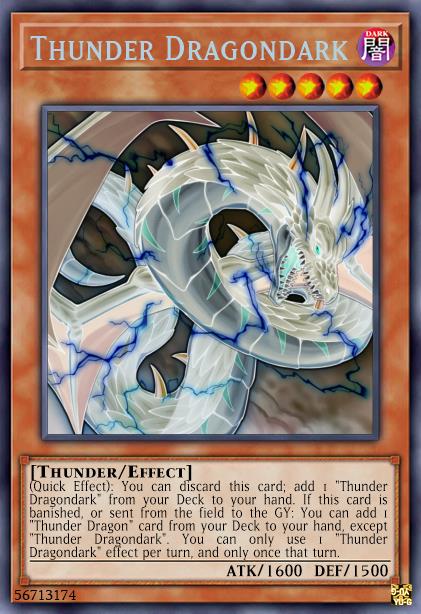 THUNDER DRAGONDARK
DARK
闇
[THUNDER/EFFECT]
(Quick Effect): You can discard this card; add 1 "Thunder
Dragondark" from your Deck to your hand. If this card is
banished, or sent from the field to the GY: You can add 1
"Thunder Dragon" card from your Deck to your hand, except
"Thunder Dragondark". You can only use 1 "Thunder
Dragondark" effect per turn, and only once that turn.
ATK/1600 DEF/1500
56713174